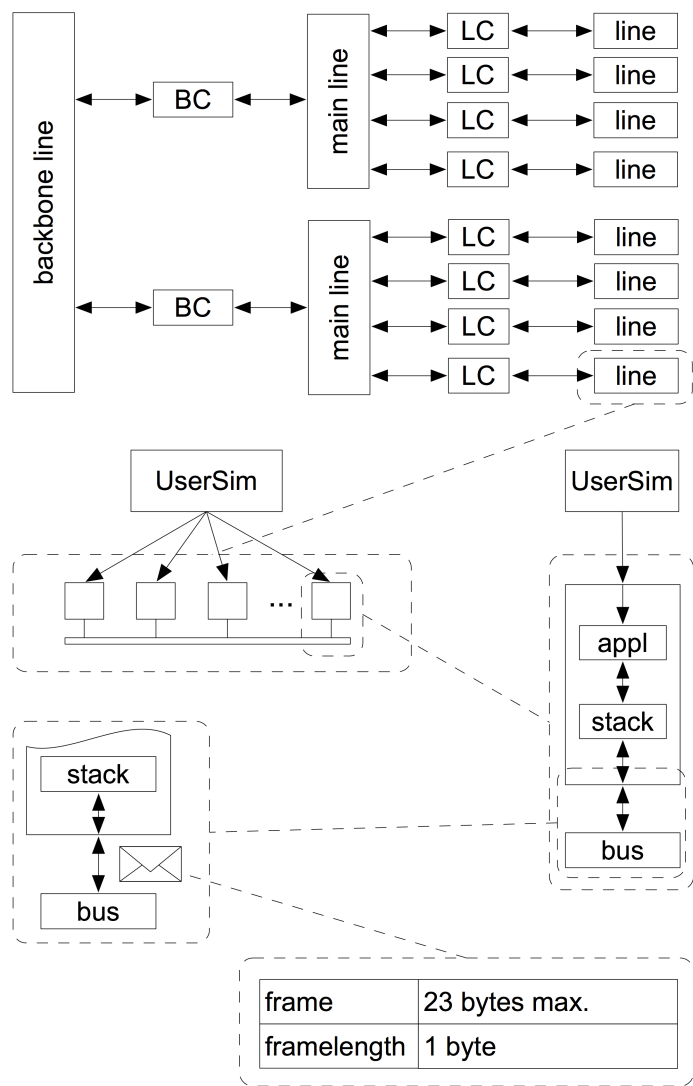 backbone line
BC
main line
LC
line
LC
line
LC
line
LC
line
BC
main line
LC
line
LC
line
LC
line
LC
line
UserSim
UserSim
...
appl
stack
bus
stack
bus
frame 23 bytes max.
framelength 1 byte